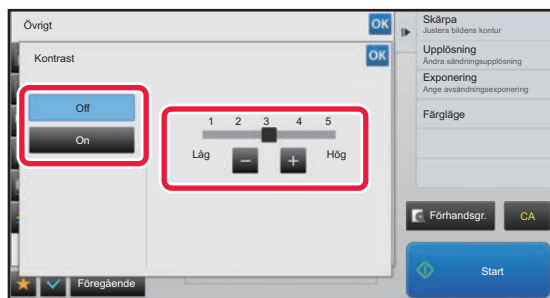 Övrigt
OK
Kontrast
OK
Off
On
1 2 3 4 5
Låg
−
+
Hög
Föregående
Skärpa
Justera bildens kontur
Upplösning
Ändra sändningsupplösning
Exponering
Ange avsändningsexponering
Färgläge
Förhandsgr.
CA
Start